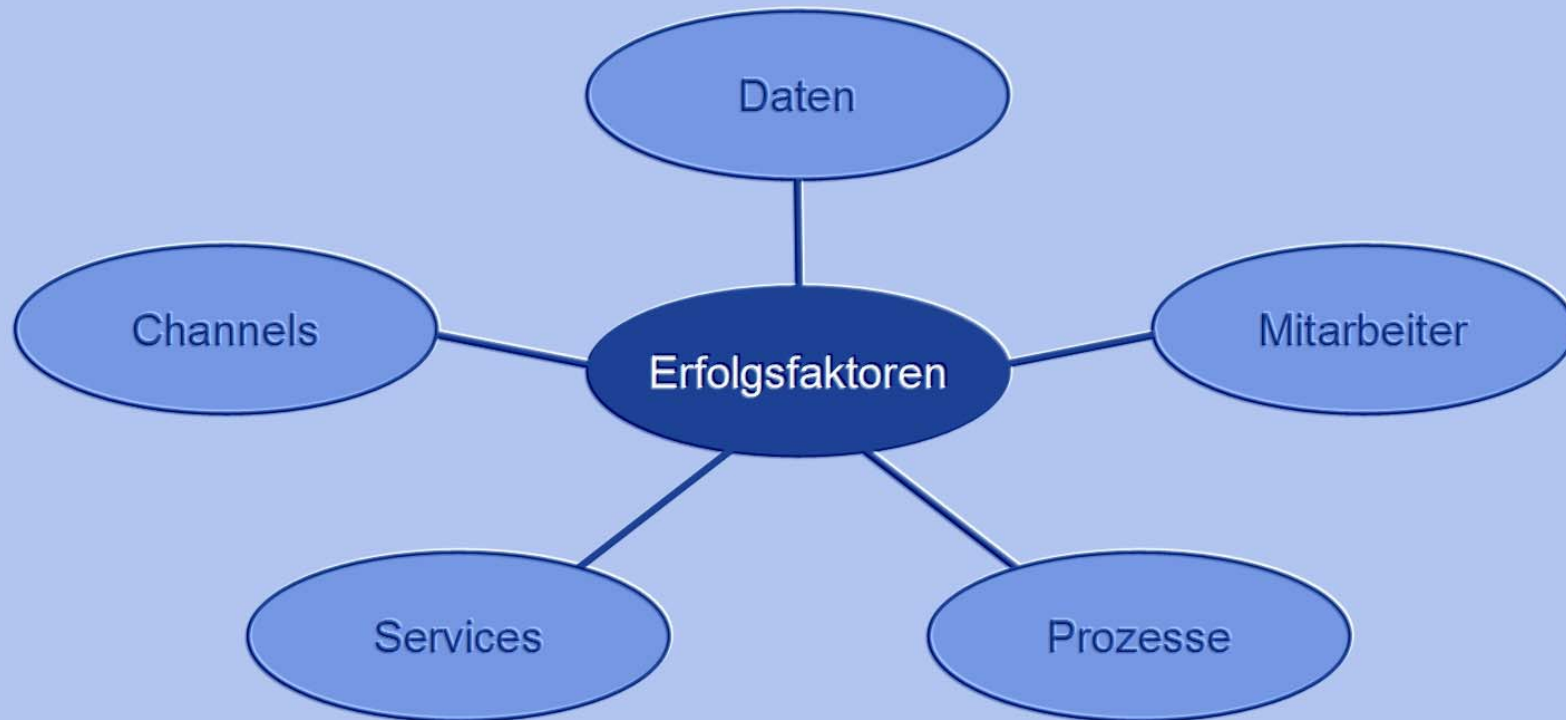 Daten
Channels
Mitarbeiter
Erfolgsfaktoren
Services
Prozesse